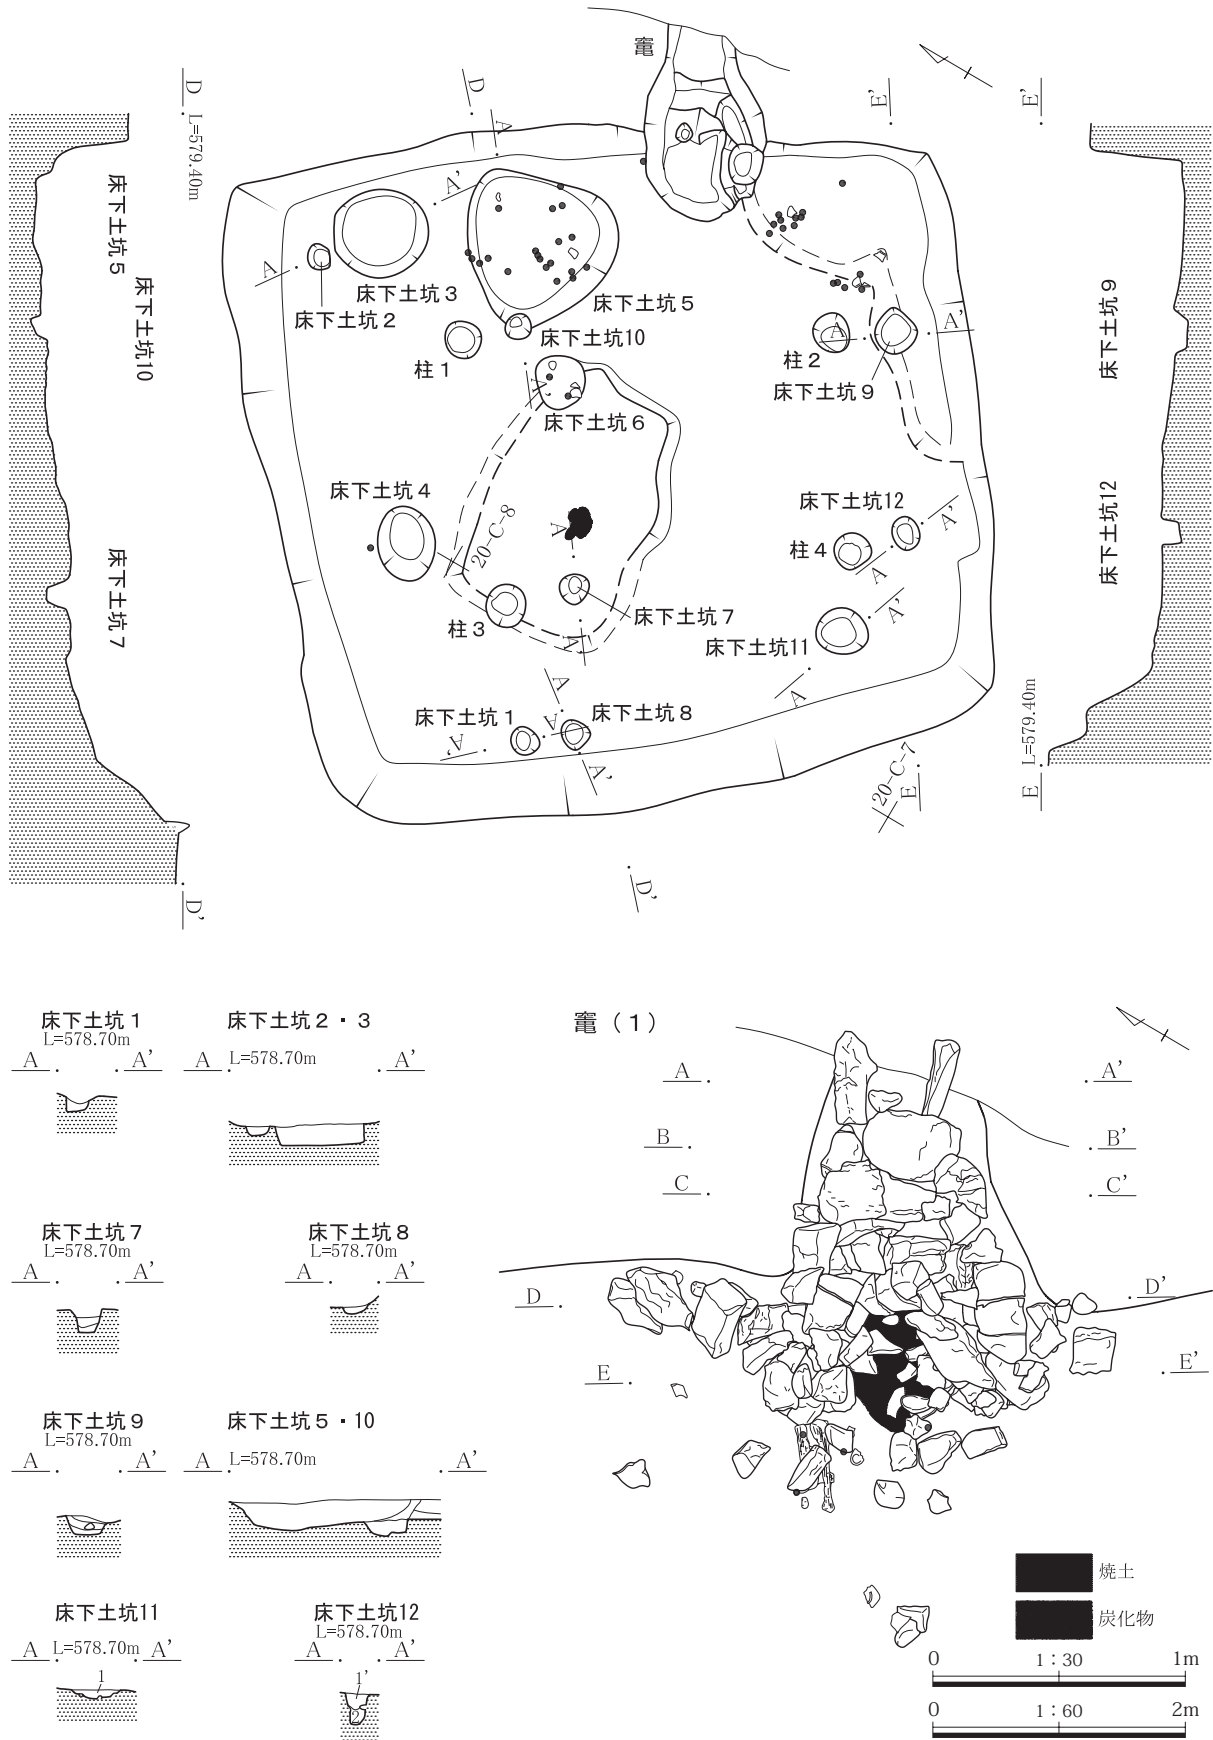 竈
D
L=579.40m
D
A
E'
E'
A'
床下土坑5
床下土坑10
床下土坑7
A
床下土坑3
床下土坑2
床下土坑5
床下土坑10
柱1
A'
床下土坑6
A
A'
柱2
床下土坑9
床下土坑9
床下土坑12
床下土坑4
20-C-8
A
床下土坑12
A'
柱4
A
A'
床下土坑7
柱3
A'
床下土坑11
A
A
床下土坑1
A
床下土坑8
A'
A'
20-C-7
E
L=579.40m
E
D'
D'
床下土坑1
L=578.70m
A
A'
床下土坑2・3
A
L=578.70m
A'
床下土坑7
L=578.70m
A
A'
床下土坑8
L=578.70m
A
A'
床下土坑9
L=578.70m
A
A'
床下土坑5・10
A
L=578.70m
A'
床下土坑11
A
L=578.70m
A'
1
床下土坑12
L=578.70m
A
A'
1'
2
竈（1）
A
A'
B
B'
C
C'
D
D'
E
E'
焼土
炭化物
0
1：30
1m
0
1：60
2m